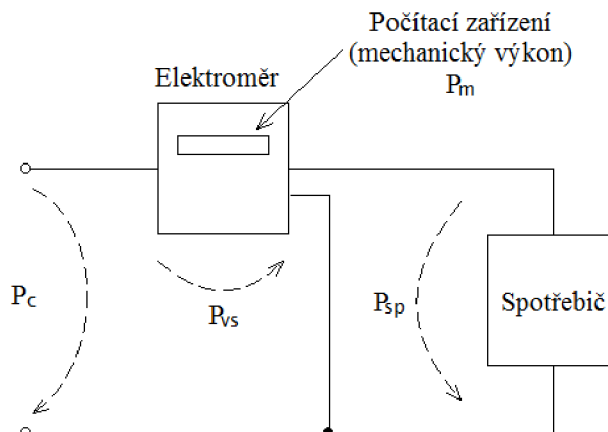 Počítací zařízení
(mechanický výkon)
Pm
Elektroměr
Pc
Pvs
Psp
Spotřebič